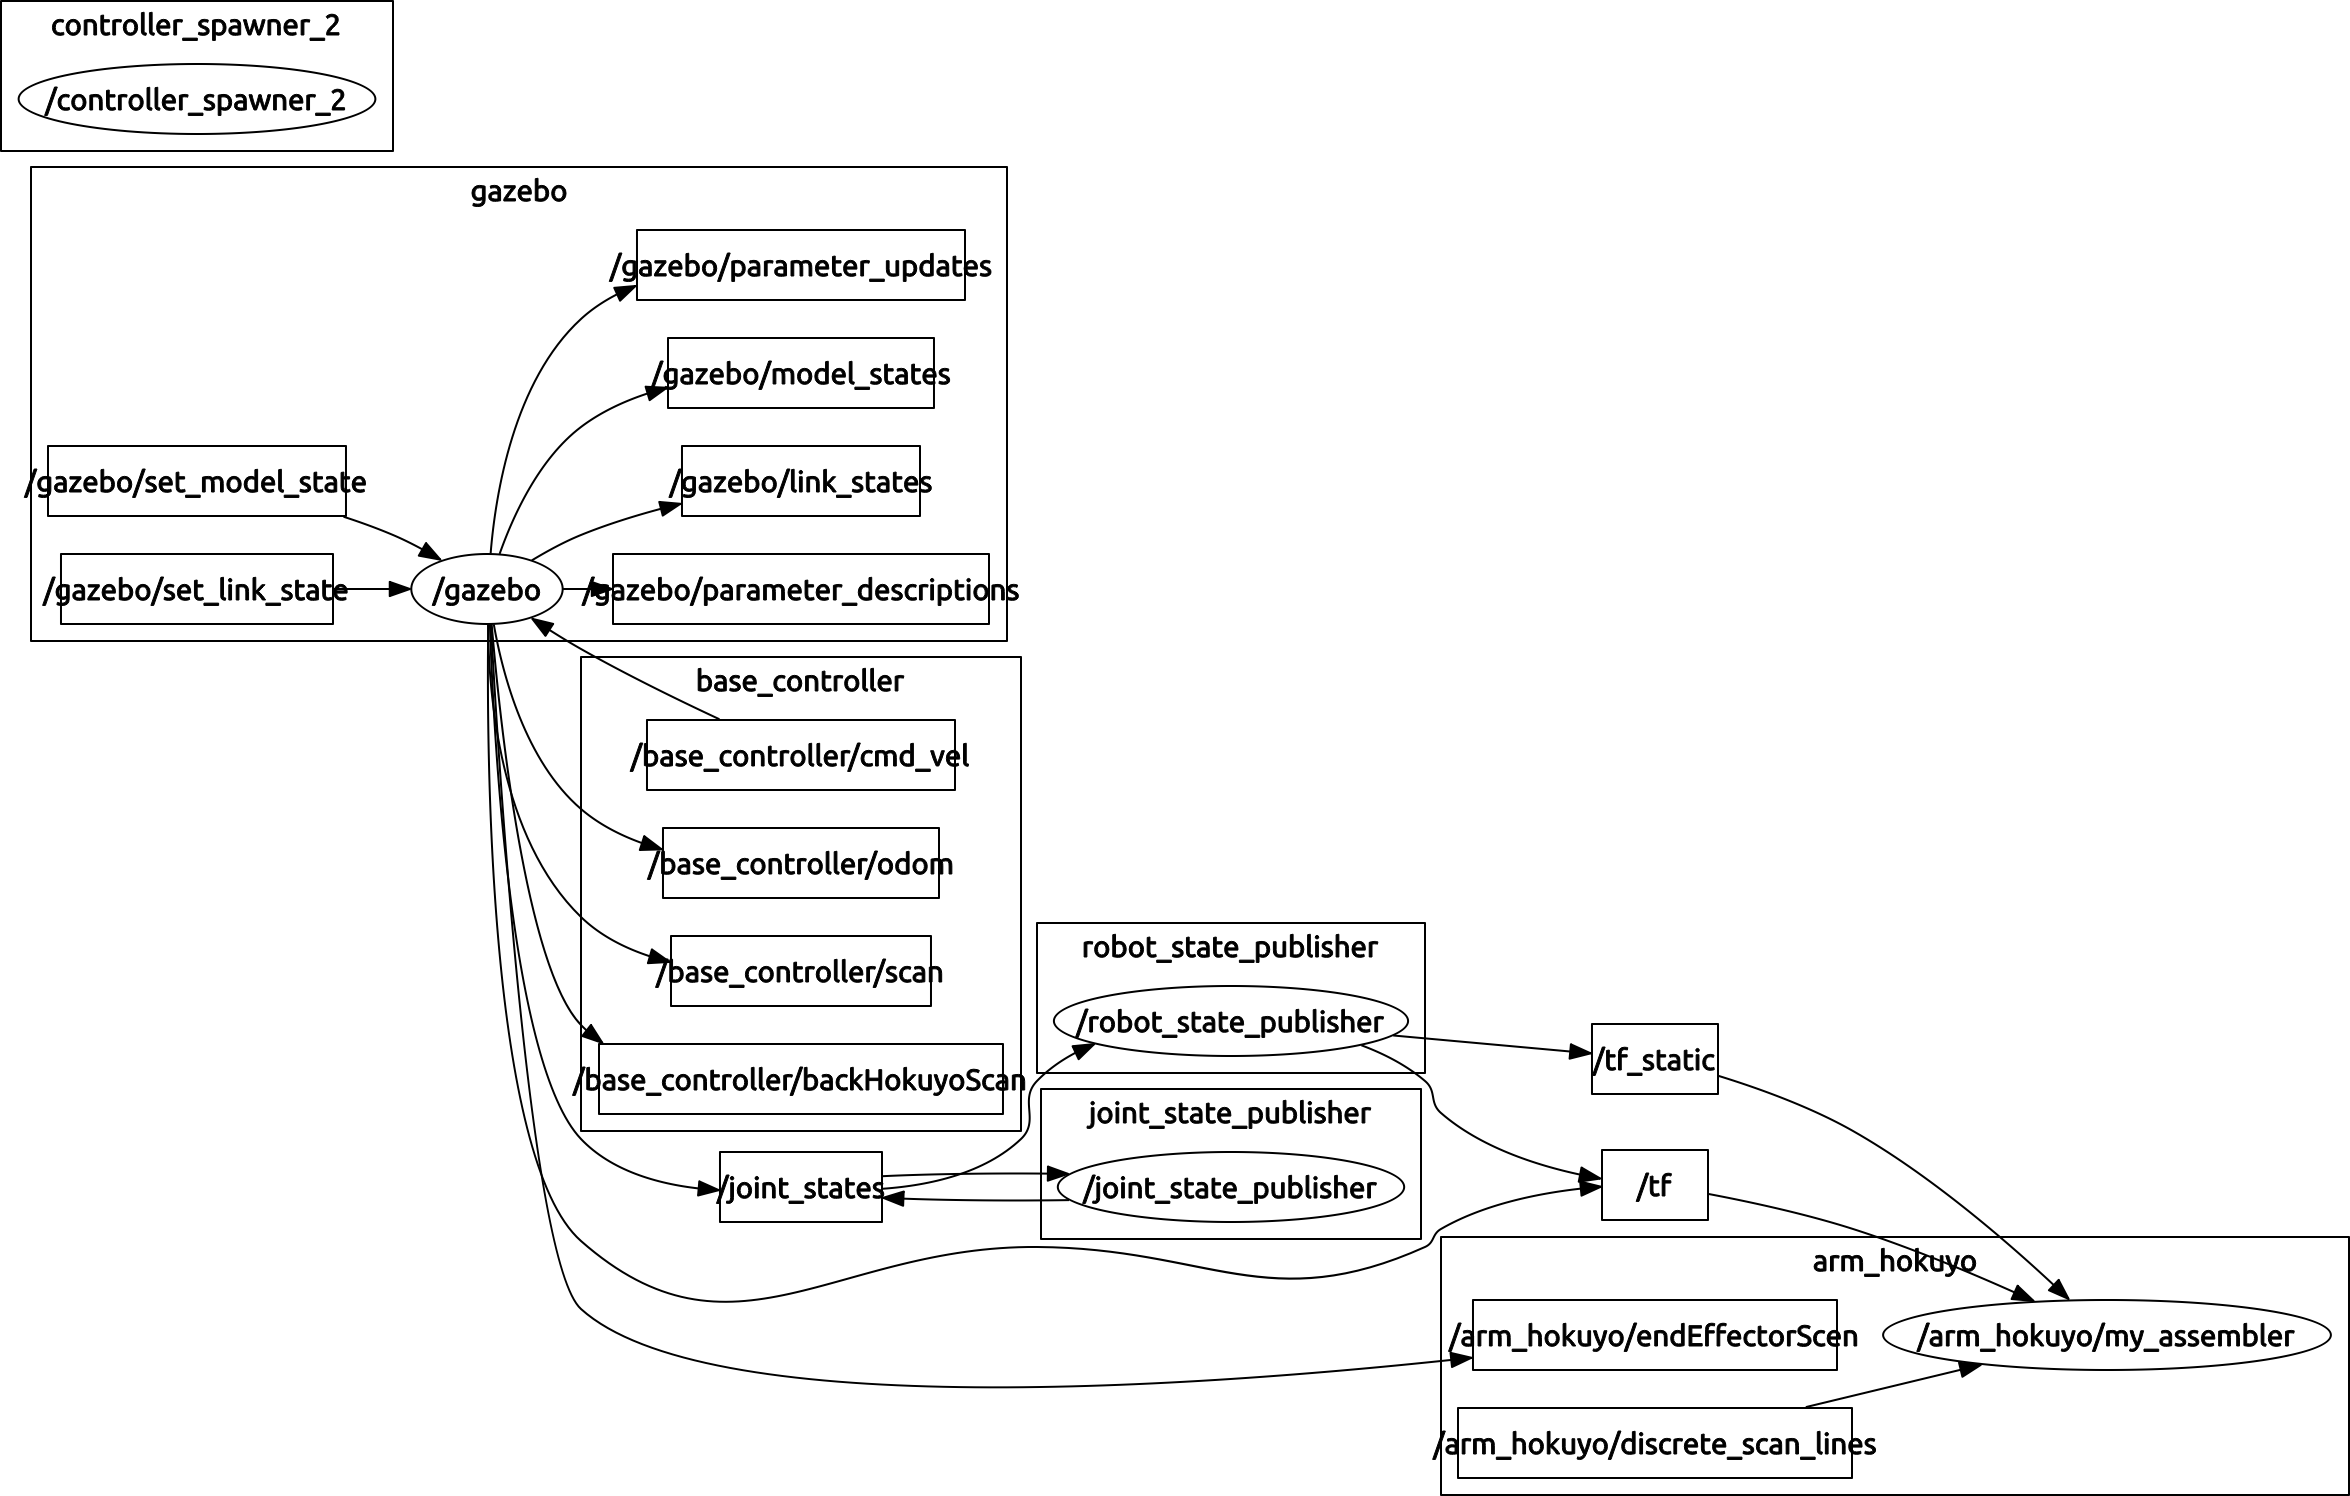 controller_spawner_2
/controller_spawner_2
gazebo
/gazebo/parameter_updates
/gazebo/model_states
/gazebo/set_model_state
/gazebo/link_states
/gazebo/set_link_state
/gazebo
/gazebo/parameter_descriptions
base_controller
/base_controller/cmd_vel
/base_controller/odom
/base_controller/scan
/base_controller/backHokuyoScan
robot_state_publisher
/robot_state_publisher
/tf_static
joint_state_publisher
/joint_states
/joint_state_publisher
/tf
arm_hokuyo
/arm_hokuyo/endEffectorScen
/arm_hokuyo/my_assembler
/arm_hokuyo/discrete_scan_lines